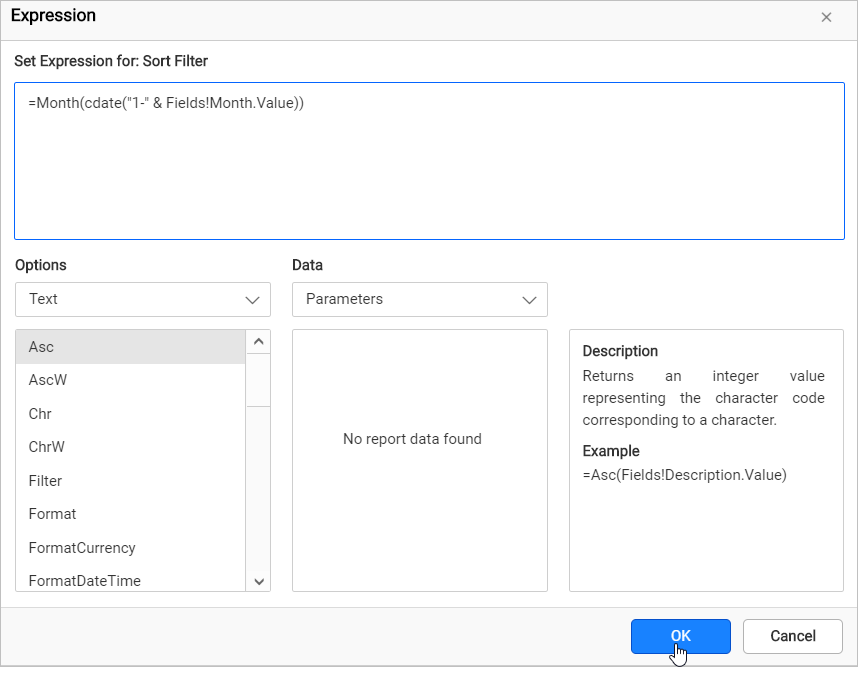 Expression
Set Expression for: Sort Filter
=Month(cdate("1-" & Fields!Month.Value))
Options
Data
Text
Parameters
Asc
AscW
Chr
ChrW
Filter
Format
FormatCurrency
FormatDateTime
No report data found
Description
Returns an integer value
representing the character code
corresponding to a character.
Example
=Asc(Fields!Description.Value)
OK
Cancel